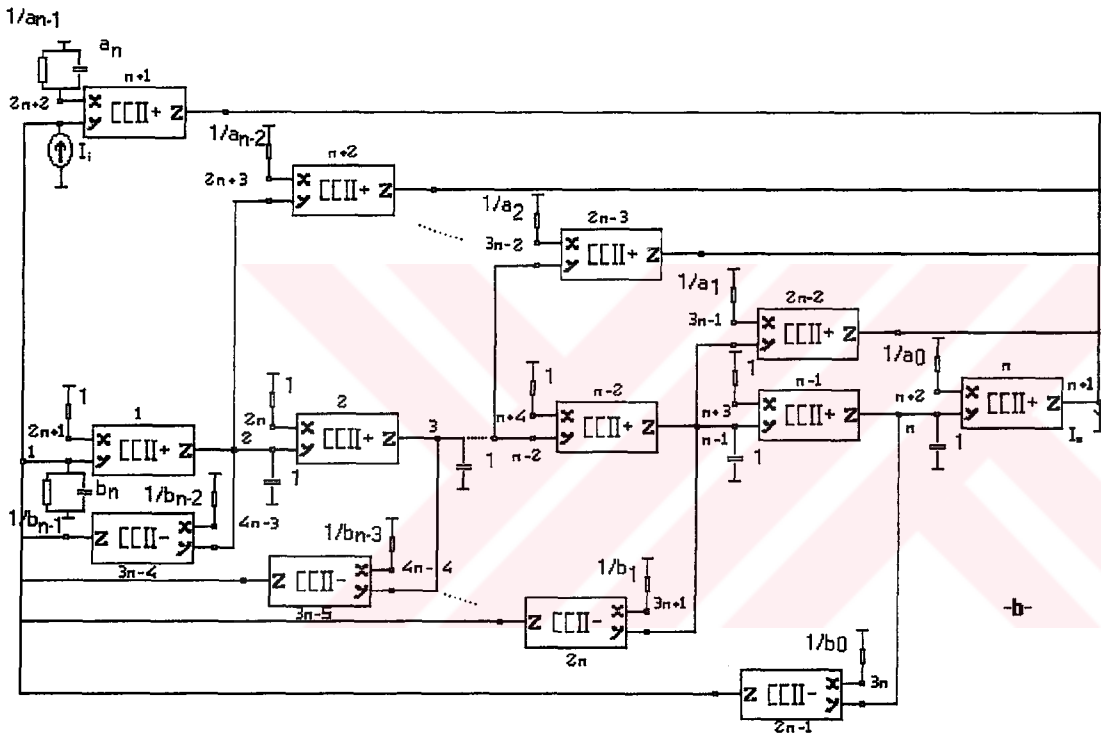 1/an-1
an
n+1
2n+2
X CCII+ Z
Y
Ii
1/an-2
n+2
2n+3
X CCII+ Z
Y
1/a2
2n-3
3n-2
X CCII+ Z
Y
1/a1
2n-2
3n-1
X CCII+ Z
Y
1/a0
n
n+2
X CCII+ Z
Y
n+1
n
1
1
1
2n+1
X CCII+ Z
Y
1
2
1
2
2n
X CCII+ Z
Y
1
3
1
1
n-2
n+4
X CCII+ Z
Y
n-2
1
1
n-1
n+3
X CCII+ Z
Y
n-1
1
bn
1/bn-1
1/bn-2
Z CCII- X
Y
4n-3
3n-4
1/bn-3
Z CCII- X
Y
4n-4
3n-5
1/b1
Z CCII- X
Y
3n+1
2n
1/b0
Z CCII- X
Y
3n
2n-1
-b-